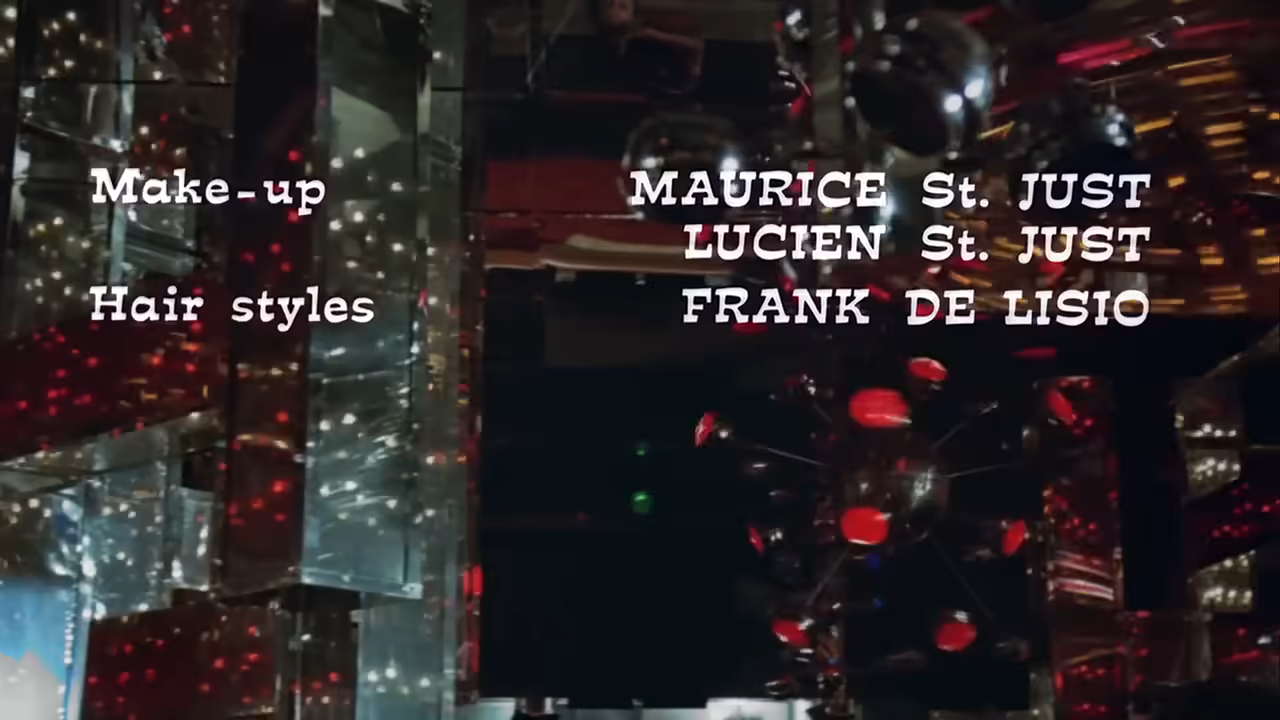 Make-up MAURICE St. JUST
LUCIEN St. JUST
Hair styles FRANK DE LISIO